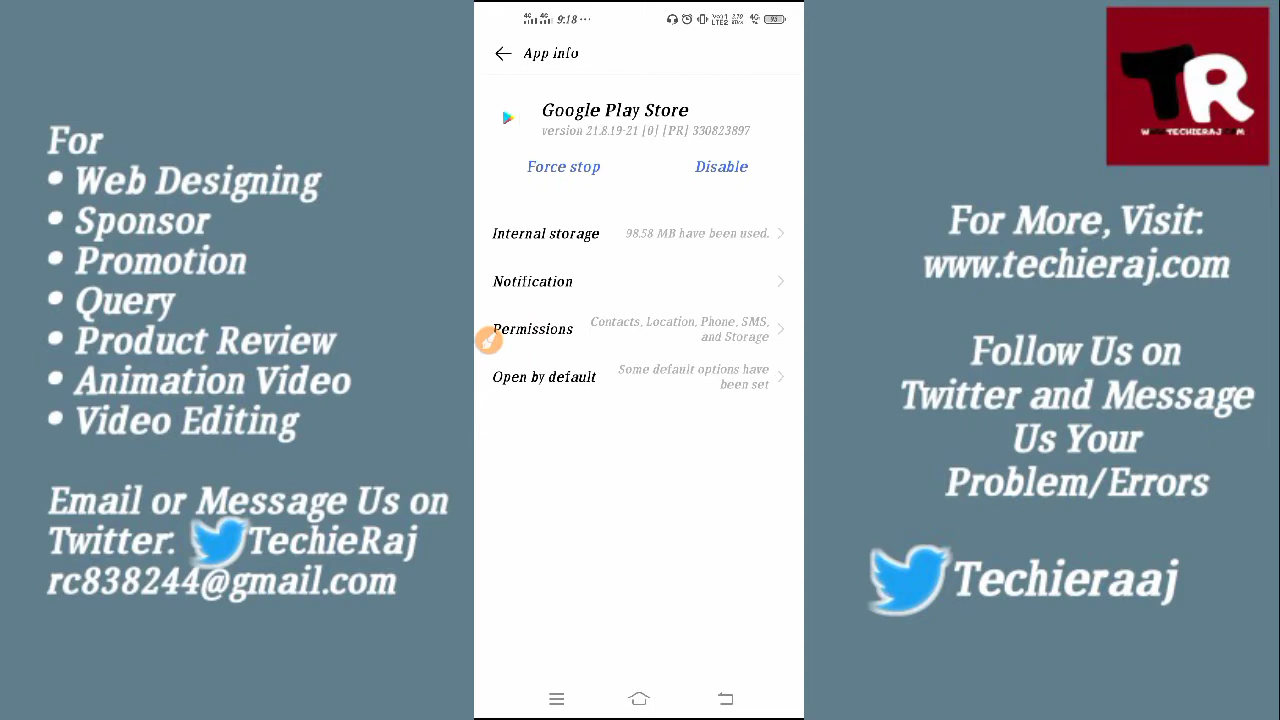 For
• Web Designing
• Sponsor
• Promotion
• Query
• Product Review
• Animation Video
• Video Editing
Email or Message Us on
Twitter: TechieRaj
rc838244@gmail.com
9:18 ...
App info
Google Play Store
version 21.8.19-21 [0] [PR] 330823897
Force stop
Disable
Internal storage
98.58 MB have been used.
Notification
Permissions
Contacts, Location, Phone, SMS,
and Storage
Open by default
Some default options have
been set
TR
WWW.TECHIERAJ.COM
For More, Visit:
www.techieraj.com
Follow Us on
Twitter and Message
Us Your
Problem/Errors
Techieraaj